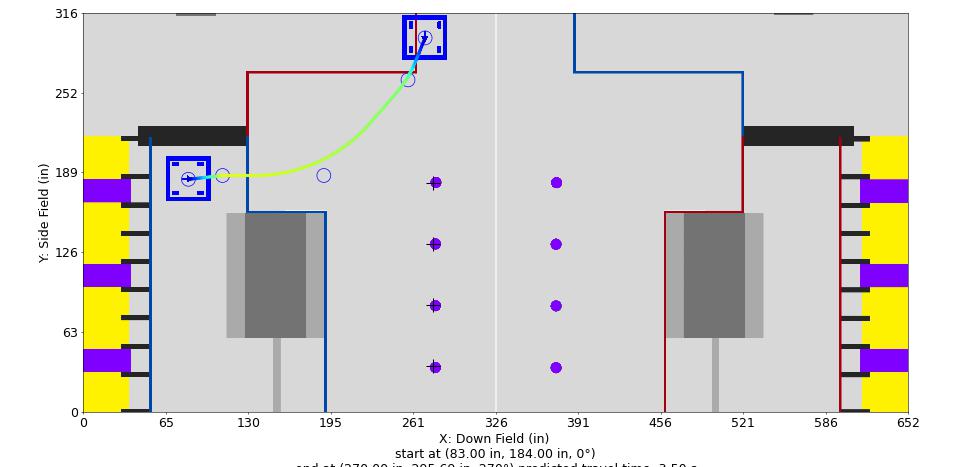 316
252
189
126
63
0
Y: Side Field (in)
0 65 130 195 261 326 391 456 521 586 652
X: Down Field (in)
start at (83.00 in, 184.00 in, 0°)